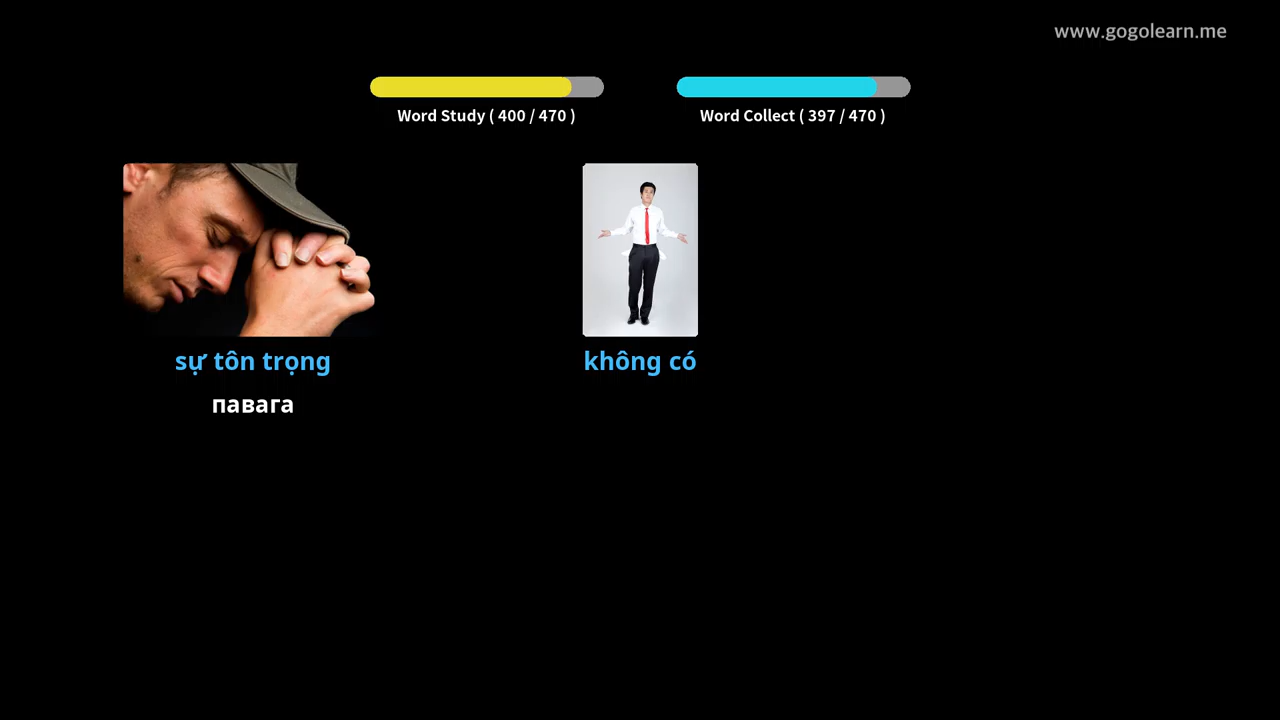 www.gogolearn.me
Word Study ( 400 / 470 )
Word Collect ( 397 / 470 )
sự tôn trọng
không có
павага